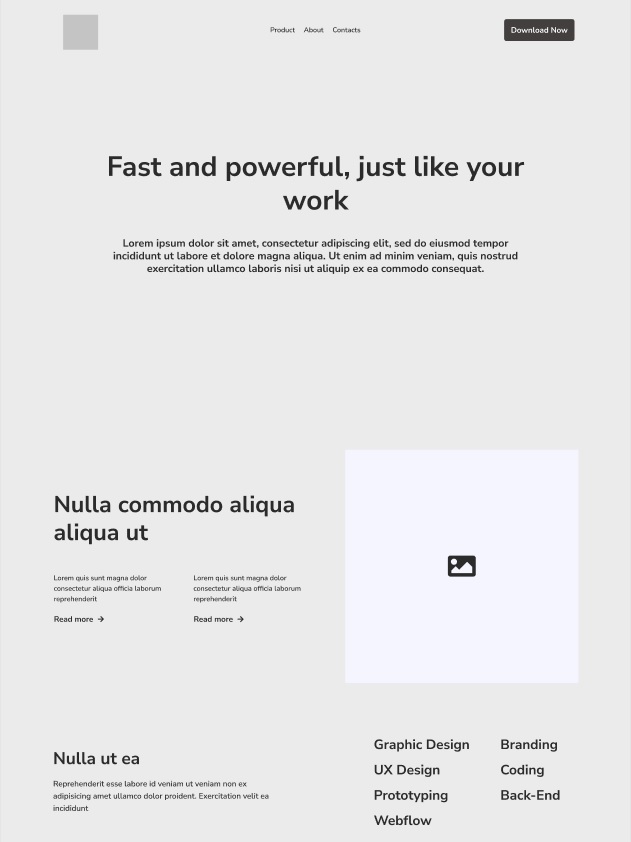 Product About Contacts
Download Now
Fast and powerful, just like your
work
Lorem ipsum dolor sit amet, consectetur adipiscing elit, sed do eiusmod tempor
incididunt ut labore et dolore magna aliqua. Ut enim ad minim veniam, quis nostrud
exercitation ullamco laboris nisi ut aliquip ex ea commodo consequat.
Nulla commodo aliqua
aliqua ut
Lorem quis sunt magna dolor
consectetur aliqua officia laborum
reprehenderit
Read more →
Lorem quis sunt magna dolor
consectetur aliqua officia laborum
reprehenderit
Read more →
Nulla ut ea
Reprehenderit esse labore id veniam ut veniam non ex
adipisicing amet ullamco dolor proident. Exercitation velit ea
incididunt
Graphic Design
UX Design
Prototyping
Webflow
Branding
Coding
Back-End